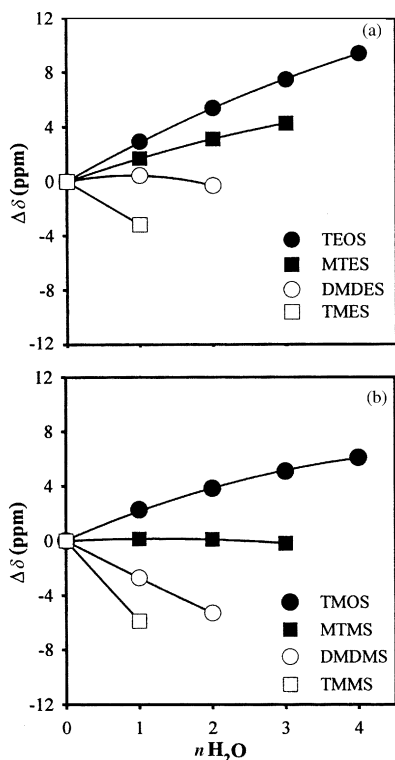 (a)
12
8
4
0
-4
-8
-12
Δδ (ppm)
TEOS
MTES
DMDES
TMES
(b)
12
8
4
0
-4
-8
-12
Δδ (ppm)
TMOS
MTMS
DMDMS
TMMS
0 1 2 3 4
nH₂O